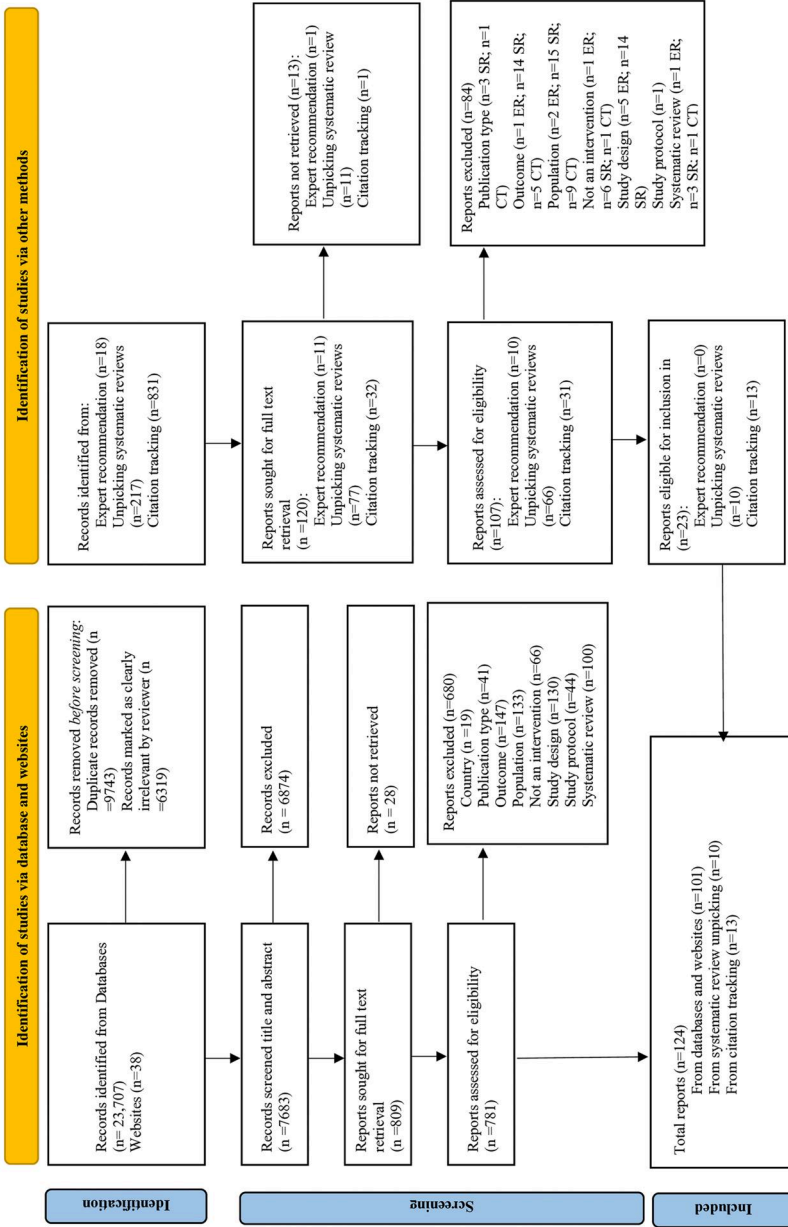 Identification of studies via database and websites
Identification of studies via other methods
Identification
Records identified from Databases
(n= 23,707)
Websites (n=38)
Records removed before screening:
Duplicate records removed (n
=9743)
Records marked as clearly
irrelevant by reviewer (n
=6319)
Records identified from:
Expert recommendation (n=18)
Unpicking systematic reviews
(n=217)
Citation tracking (n=831)
Screening
Records screened title and abstract
(n =7683)
Records excluded
(n = 6874)
Reports sought for full text
retrieval
(n =809)
Reports not retrieved
(n = 28)
Reports assessed for eligibility
(n =781)
Reports excluded (n=680)
Country (n =19)
Publication type (n=41)
Outcome (n=147)
Population (n=133)
Not an intervention (n=66)
Study design (n=130)
Study protocol (n=44)
Systematic review (n=100)
Reports sought for full text
retrieval
(n =120):
Expert recommendation (n=11)
Unpicking systematic reviews
(n=77)
Citation tracking (n=32)
Reports not retrieved (n=13):
Expert recommendation (n=1)
Unpicking systematic review
(n=11)
Citation tracking (n=1)
Reports assessed for eligibility
(n=107):
Expert recommendation (n=10)
Unpicking systematic reviews
(n=66)
Citation tracking (n=31)
Reports excluded (n=84)
Publication type (n=3 SR; n=1
CT)
Outcome (n=1 ER; n=14 SR;
n=5 CT)
Population (n=2 ER; n=15 SR;
n=9 CT)
Not an intervention (n=1 ER;
n=6 SR; n=1 CT)
Study design (n=5 ER; n=14
SR)
Study protocol (n=1)
Systematic review (n=1 ER;
n=3 SR; n=1 CT)
Included
Total reports (n=124)
From databases and websites (n=101)
From systematic review unpicking (n=10)
From citation tracking (n=13)
Reports eligible for inclusion in
(n=23):
Expert recommendation (n=0)
Unpicking systematic reviews
(n=10)
Citation tracking (n=13)